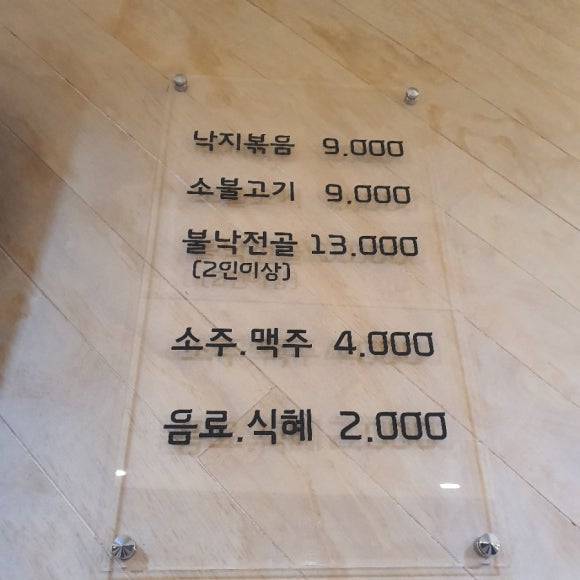 낙지볶음 9.000
소불고기 9.000
불낙전골 13.000
(2인이상)
소주.맥주 4.000
음료.식혜 2.000